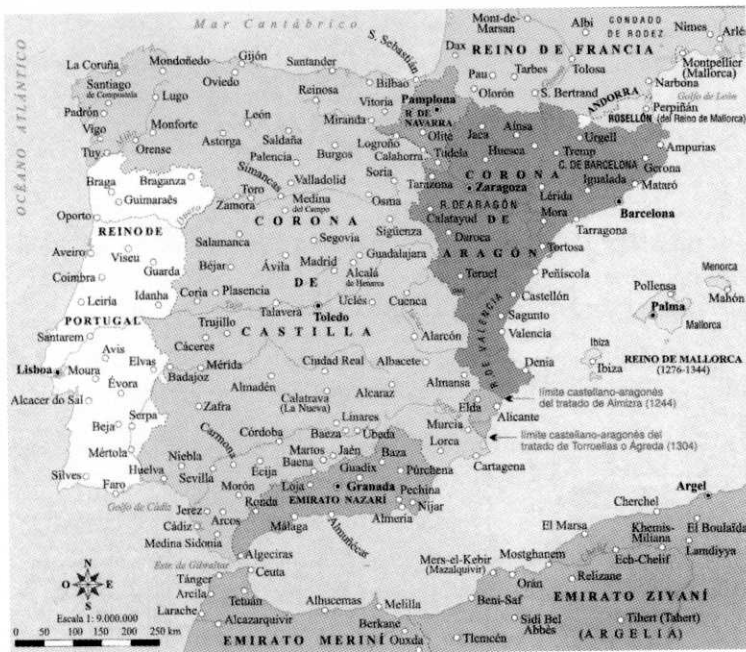 Mar Cantábrico
OCÉANO ATLÁNTICO
Mont-de-
Marsan
Albi
CONDADO
DE RODEZ
Nimes
Arlés
Dax
REINO DE FRANCIA
Montpellier
(Mallorca)
S. Sebastián
Pau
Tarbes
Tolosa
Olorón
S. Bertrand
Narbona
Golfo de León
ANDORRA
Perpiñán
ROSELLÓN (del Reino de Mallorca)
La Coruña
Mondoñedo
Gijón
Santander
Oviedo
Bilbao
Santiago
de Compostela
Lugo
Reinosa
Vitoria
Pamplona
R. DE
NAVARRA
Padrón
León
Miranda
Vigo
Monforte
Miño
Astorga
Saldaña
Burgos
Logroño
Olite
Jaca
Aínsa
Urgell
Ampurias
Tuy
Orense
Palencia
Calahorra
Tudela
Huesca
Tremp
C. DE BARCELONA
Gerona
Braga
Braganza
Simancas
Valladolid
Soria
Tarazona
CORONA
Zaragoza
Igualada
Mataró
Guimaraês
Toro
Zamora
Medina
del Campo
Osma
R. DE ARAGÓN
Lérida
Barcelona
Oporto
Duero
CORONA
Calatayud
DE
Mora
Tarragona
REINO DE
Salamanca
Segovia
Sigüenza
Daroca
Aveiro
Viseu
Guadalajara
ARAGÓN
Tortosa
Béjar
Ávila
Madrid
Alcalá
de Henares
Teruel
Peñíscola
Coimbra
Guarda
DE
Menorca
Coria
Plasencia
Cuenca
Castellón
Pollensa
Mahón
Leiria
Idanha
Tajo
Talavera
Toledo
Uclés
Palma
Sagunto
Mallorca
PORTUGAL
Trujillo
CASTILLA
R. DE VALENCIA
Santarem
Cáceres
Alarcón
Valencia
Ibiza
Avis
Elvas
Mérida
Ciudad Real
Albacete
Denia
Ibiza
REINO DE MALLORCA
(1276-1344)
Lisboa
Moura
Badajoz
Évora
Almadén
Almansa
Alcacer do Sal
Zafra
Calatrava
(La Nueva)
Alcaraz
Elda
límite castellano-aragonés
del tratado de Almizra (1244)
Alicante
Serpa
Linares
Murcia
Beja
Córdoba
Baeza
Úbeda
límite castellano-aragonés del
tratado de Torroellas o Ágreda (1304)
Carmona
Lorca
Mértola
Niebla
Martos
Jaén
Baza
Cartagena
Silves
Huelva
Sevilla
Écija
Baena
Guadix
Púrchena
Faro
Morón
Loja
Granada
Pechina
Argel
Golfo de Cádiz
Ronda
EMIRATO NAZARÍ
Níjar
Cherchel
Jerez
Arcos
Almería
El Boulaïda
Cádiz
Málaga
Almuñécar
El Marsa
Khemis-
Miliana
Medina Sidonia
Mostghanem
Cheliff
Ech-Chelif
Lamdiyya
Algeciras
Mers-el-Kebir
(Mazalquivir)
Estr. de Gibraltar
Ceuta
Orán
Relizane
Tánger
Beni-Saf
EMIRATO ZIYANÍ
Arcila
Tetuán
Alhucemas
Melilla
Larache
Sidi Bel
Abbès
Tihert (Tahert)
Alcazarquivir
Berkane
EMIRATO MERINÍ
Ouxda
Tlemcén
(ARGELIA)
N
O
E
S
Escala 1: 9.000.000
0 50 100 150 200 250 km